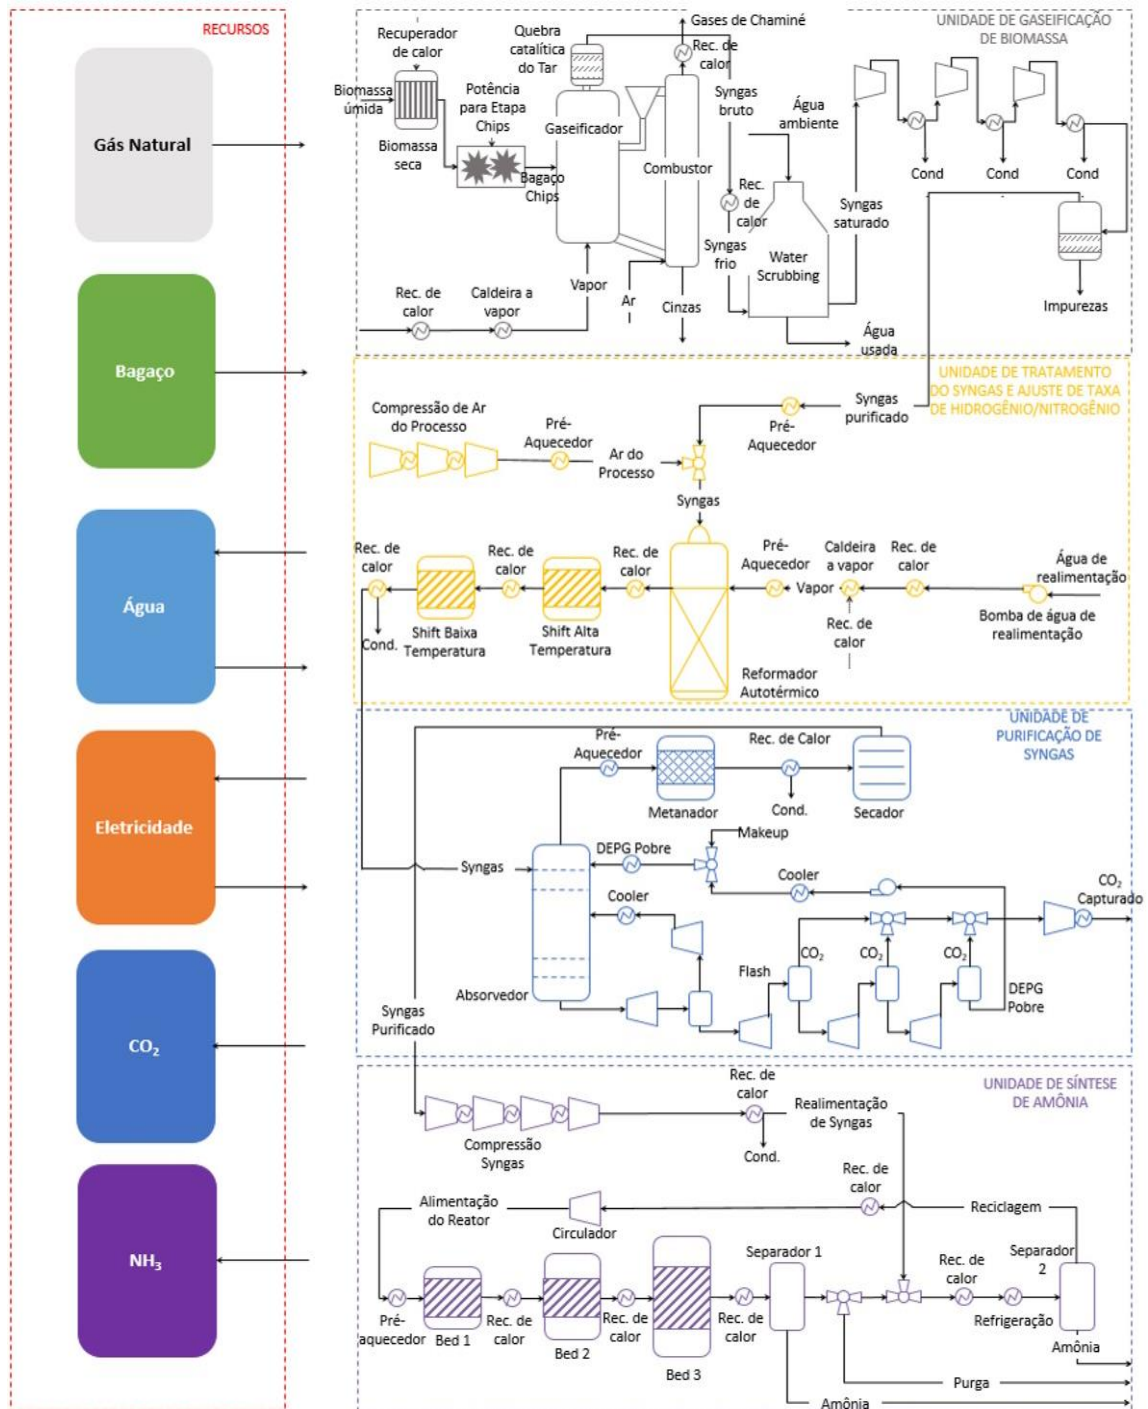 RECURSOS
Gás Natural
Bagaço
Água
Eletricidade
CO₂
NH₃
UNIDADE DE GASEIFICAÇÃO
DE BIOMASSA
Gases de Chaminé
Recuperador
de calor
Quebra
catalítica
do Tar
Rec. de
calor
Biomassa
úmida
Potência
para Etapa
Chips
Syngas
bruto
Água
ambiente
Gaseificador
Biomassa
seca
Bagaço
Chips
Combustor
Cond
Cond
Cond
Rec.
de
calor
Syngas
saturado
Syngas
frio
Water
Scrubbing
Vapor
Rec. de
calor
Caldeira a
vapor
Ar
Cinzas
Impurezas
Água
usada
UNIDADE DE TRATAMENTO
DO SYNGAS E AJUSTE DE TAXA
DE HIDROGÊNIO/NITROGÊNIO
Compressão de Ar
do Processo
Pré-
Aquecedor
Ar do
Processo
Pré-
Aquecedor
Syngas
purificado
Syngas
Rec. de
calor
Rec. de
calor
Rec. de
calor
Pré-
Aquecedor
Caldeira
a vapor
Rec. de
calor
Água de
realimentação
Vapor
Bomba de água de
realimentação
Cond.
Shift Baixa
Temperatura
Shift Alta
Temperatura
Rec. de
calor
Reformador
Autotérmico
UNIDADE DE
PURIFICAÇÃO DE
SYNGAS
Pré-
Aquecedor
Rec. de Calor
Metanador
Cond.
Secador
Makeup
DEPG Pobre
Syngas
Cooler
Cooler
CO₂
Capturado
CO₂
CO₂
CO₂
Flash
DEPG
Pobre
Absorvedor
Syngas
Purificado
UNIDADE DE SÍNTESE
DE AMÔNIA
Rec. de
calor
Realimentação
de Syngas
Compressão
Syngas
Cond.
Rec. de
calor
Alimentação
do Reator
Circulador
Reciclagem
Separador 1
Rec. de
calor
Separador
2
Pré-
aquecedor
Bed 1
Rec. de
calor
Bed 2
Rec. de
calor
Bed 3
Rec. de
calor
Refrigeração
Amônia
Purga
Amônia